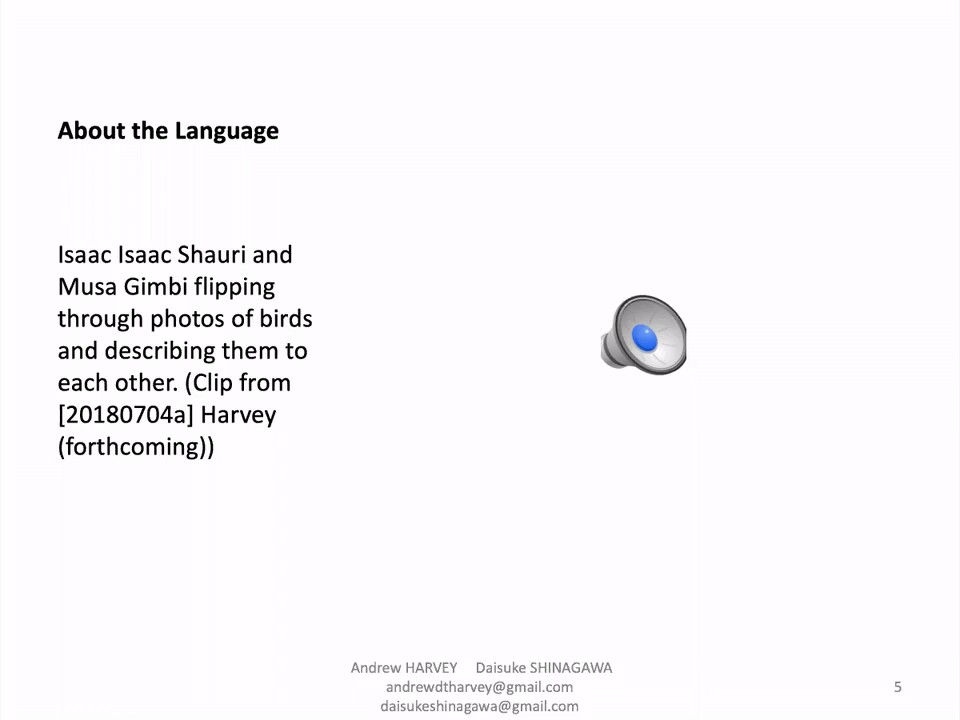 About the Language
Isaac Isaac Shauri and
Musa Gimbi flipping
through photos of birds
and describing them to
each other. (Clip from
[20180704a] Harvey
(forthcoming))
Andrew HARVEY Daisuke SHINAGAWA
andrewdtharvey@gmail.com
daisukeshinagawa@gmail.com
5